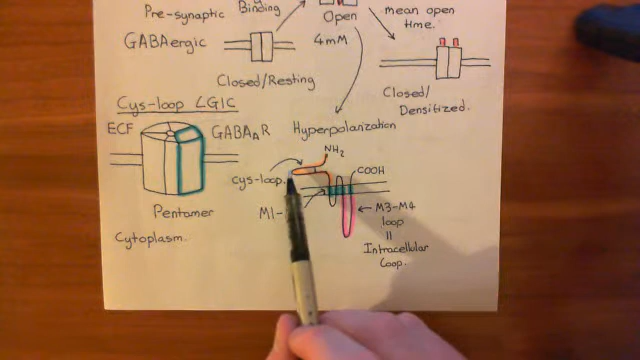 Pre-synaptic
Binding
Open
mean open
time.
GABAergic
4mM
Closed/Resting
Closed/
Densitized.
Cys-loop LGIC
ECF
GABAAR
Hyperpolarization
NH2
COOH
cys-loop.
M1-
M3-M4
loop
=
Intracellular
Loop.
Pentamer
Cytoplasm.